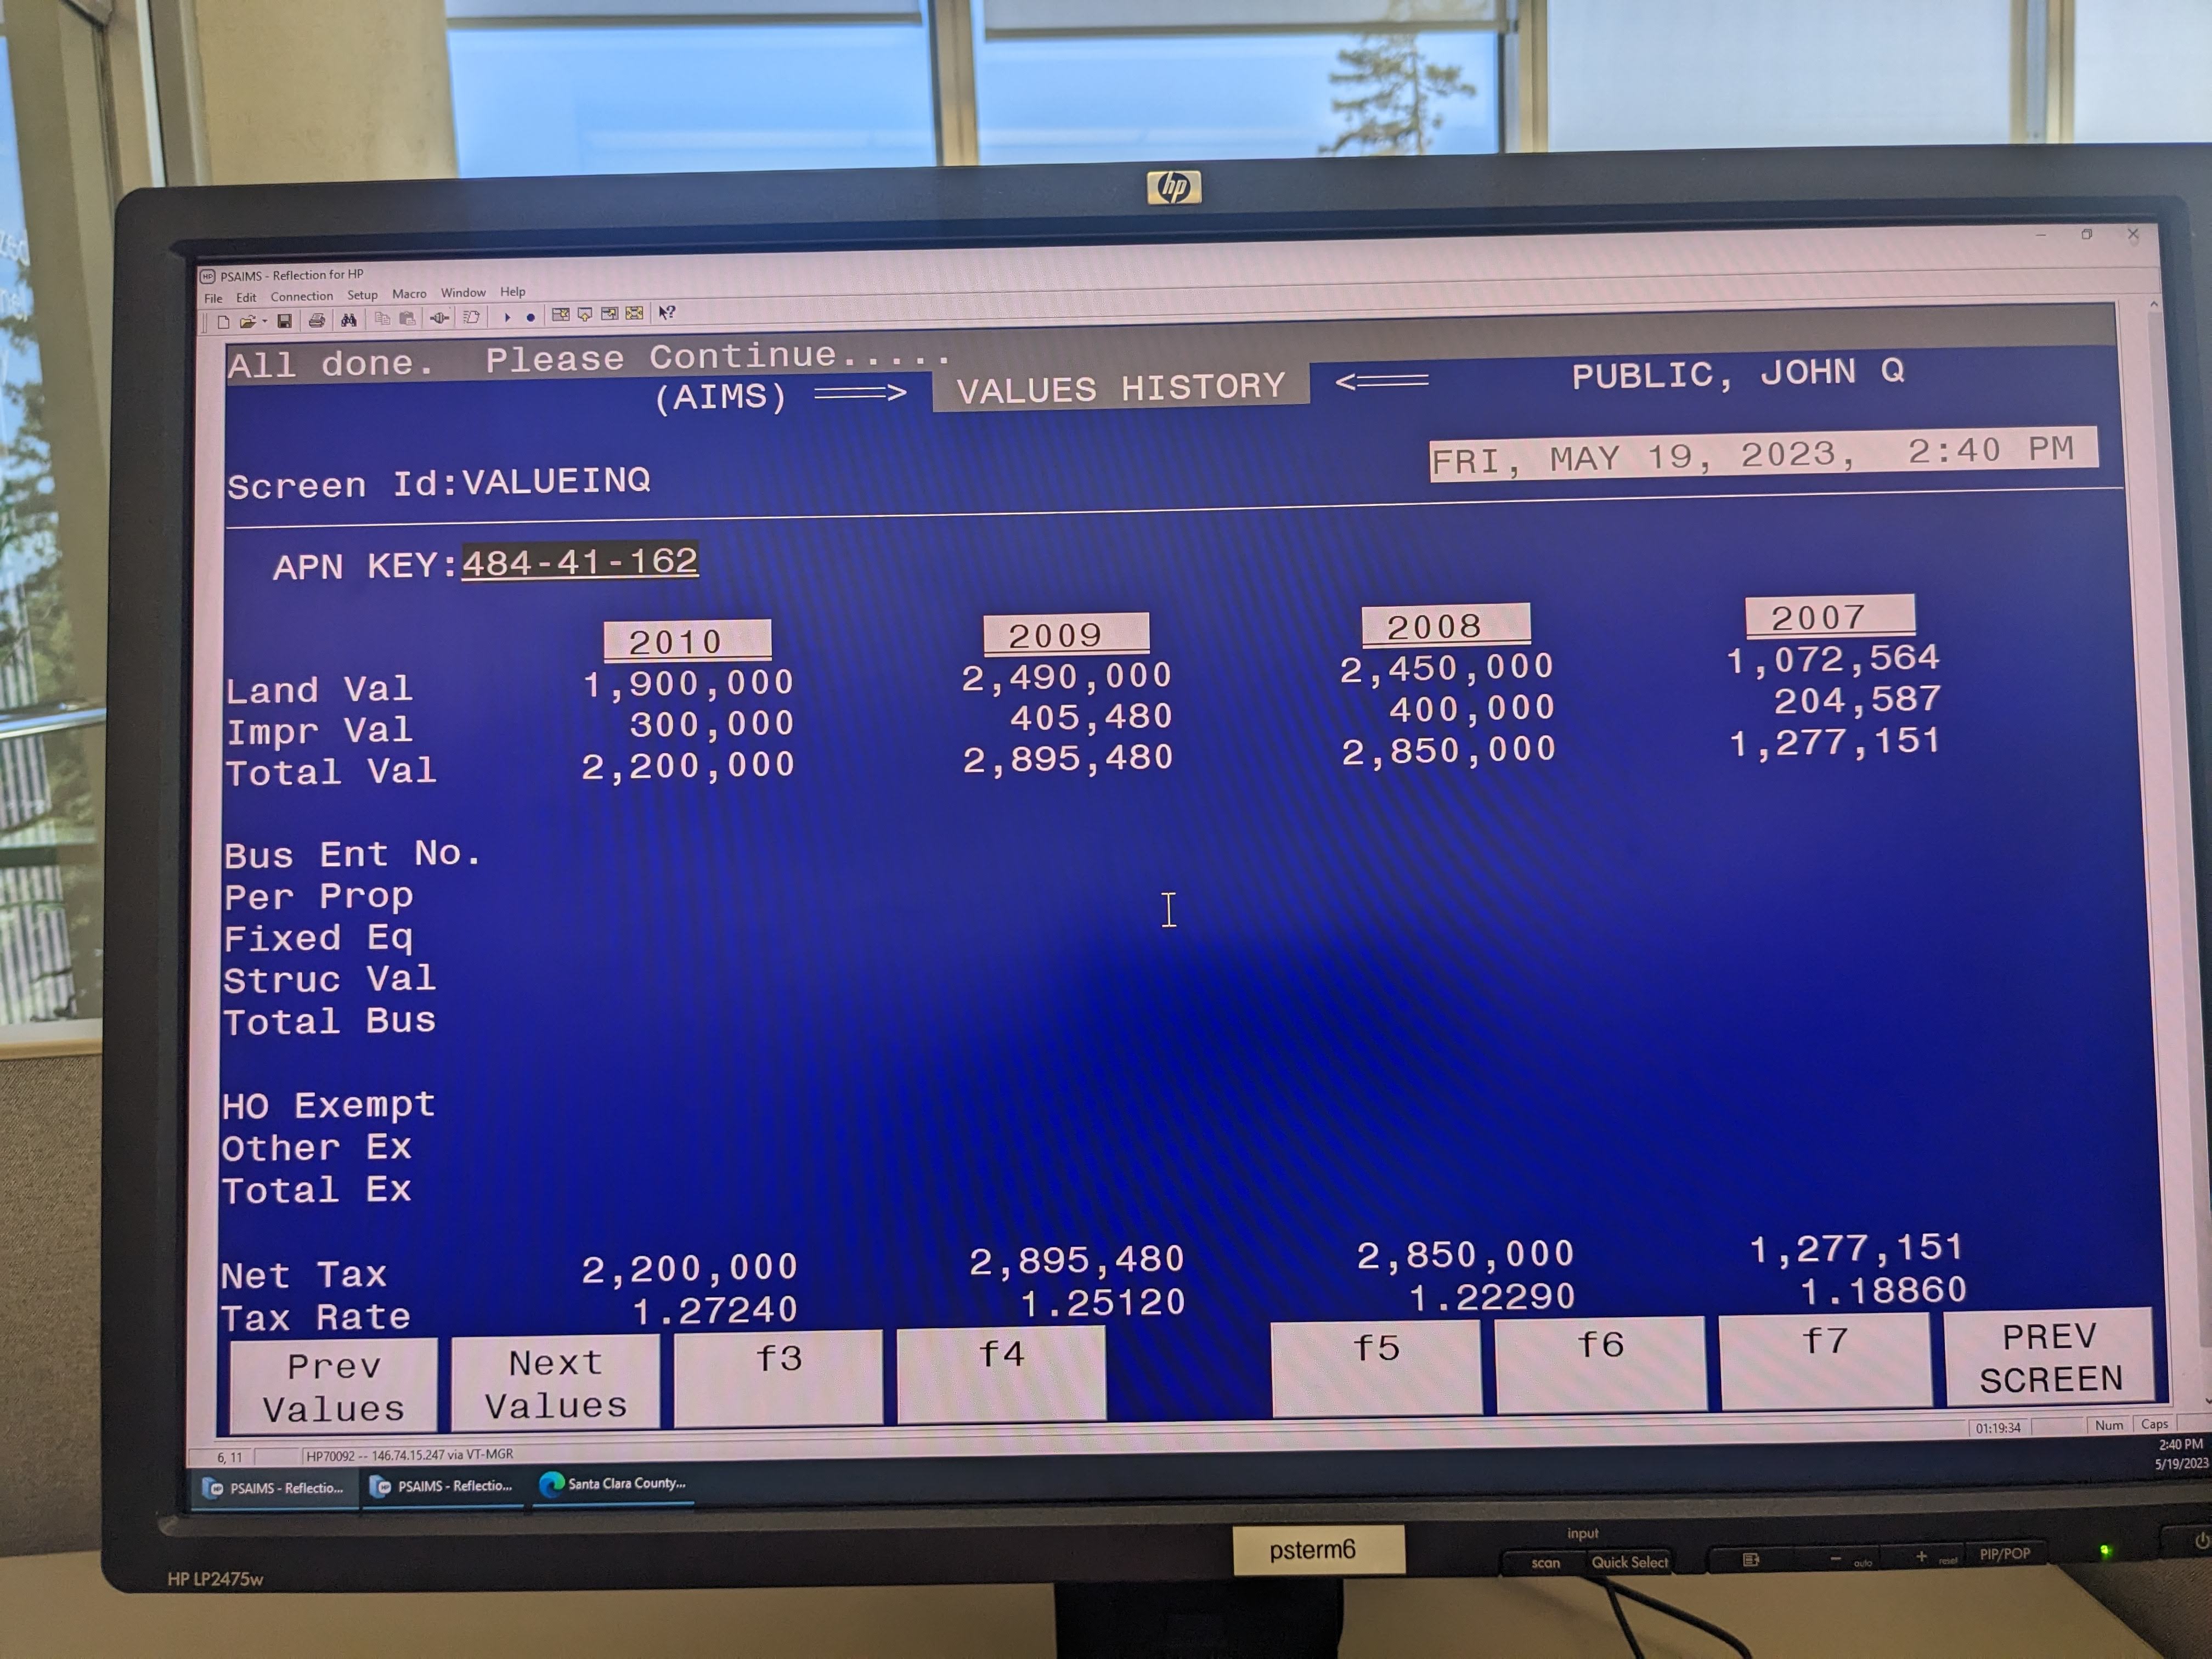 hp
PSAIMS - Reflection for HP
File Edit Connection Setup Macro Window Help
All done. Please Continue.....
(AIMS) ===> VALUES HISTORY <=== PUBLIC, JOHN Q
Screen Id:VALUEINQ FRI, MAY 19, 2023, 2:40 PM
APN KEY:484-41-162
2010 2009 2008 2007
Land Val 1,900,000 2,490,000 2,450,000 1,072,564
Impr Val 300,000 405,480 400,000 204,587
Total Val 2,200,000 2,895,480 2,850,000 1,277,151
Bus Ent No.
Per Prop
Fixed Eq
Struc Val
Total Bus
HO Exempt
Other Ex
Total Ex
Net Tax 2,200,000 2,895,480 2,850,000 1,277,151
Tax Rate 1.27240 1.25120 1.22290 1.18860
Prev Next f3 f4 f5 f6 f7 PREV
Values Values SCREEN
6, 11 HP70092 -- 146.74.15.247 via VT-MGR 01:19:34 Num Caps
PSAIMS - Reflectio... PSAIMS - Reflectio... Santa Clara County... 2:40 PM
5/19/2023
HP LP2475w
psterm6
input
scan Quick Select - auto + reset PIP/POP